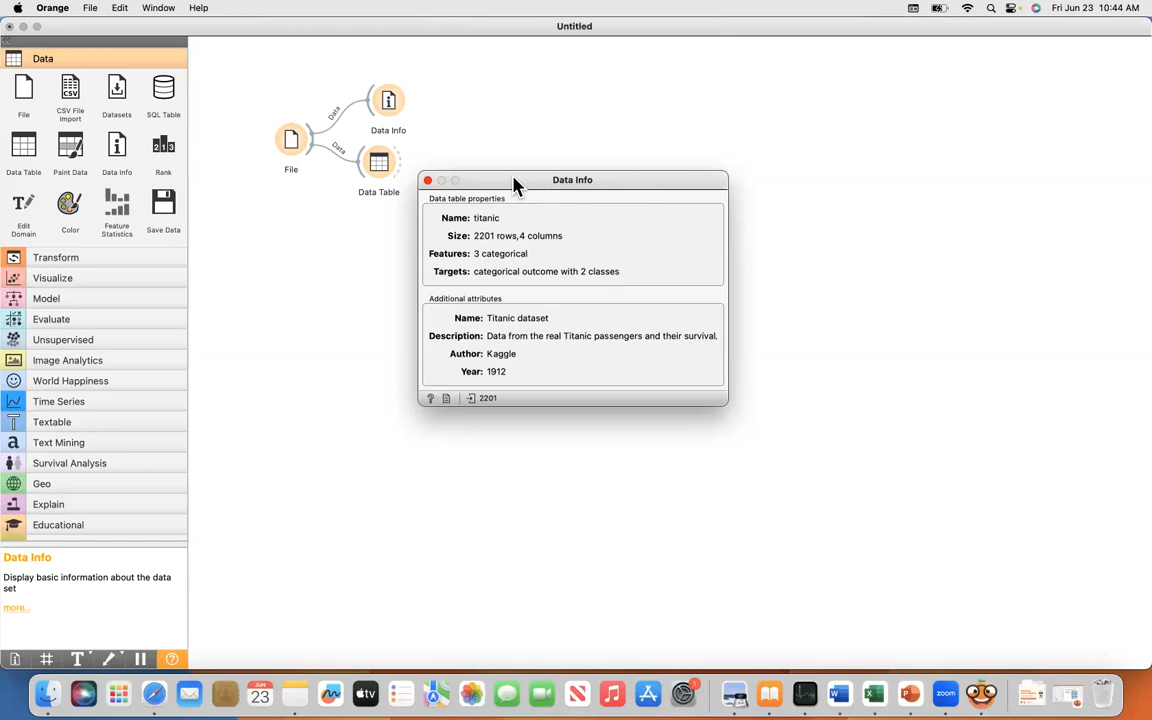 Orange File Edit Window Help Fri Jun 23 10:44 AM
Untitled
Data
File CSV File Import Datasets SQL Table
Data Table Paint Data Data Info Rank
Edit Domain Color Feature Statistics Save Data
Transform
Visualize
Model
Evaluate
Unsupervised
Image Analytics
World Happiness
Time Series
Textable
Text Mining
Survival Analysis
Geo
Explain
Educational
Data Info
Display basic information about the data
set
more...
File
Data
Data
Data Info
Data Table
Data Info
Data table properties
Name: titanic
Size: 2201 rows,4 columns
Features: 3 categorical
Targets: categorical outcome with 2 classes
Additional attributes
Name: Titanic dataset
Description: Data from the real Titanic passengers and their survival.
Author: Kaggle
Year: 1912
? 2201
JUN
23
tv
zoom
1